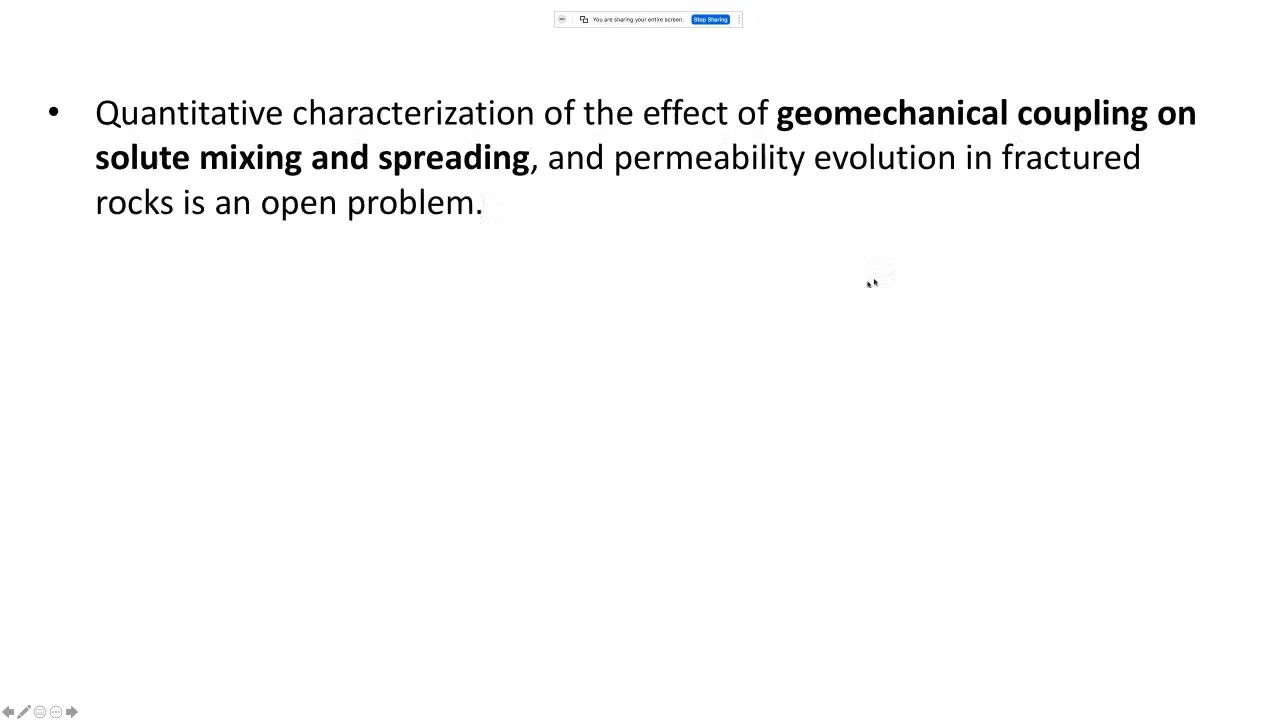 You are sharing your entire screen. Stop Sharing
• Quantitative characterization of the effect of geomechanical coupling on
solute mixing and spreading, and permeability evolution in fractured
rocks is an open problem.